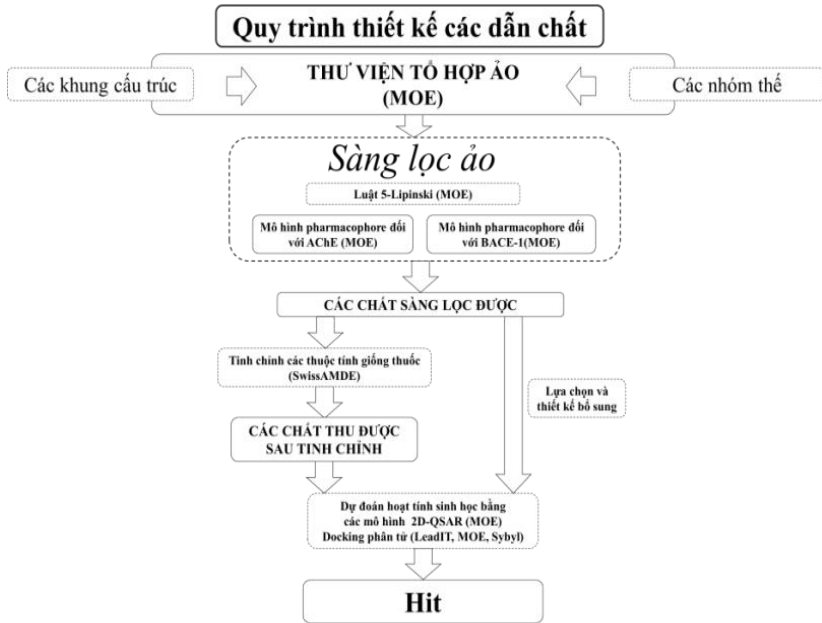 Quy trình thiết kế các dẫn chất
Các khung cấu trúc
THƯ VIỆN TỔ HỢP ẢO
(MOE)
Các nhóm thế
Sàng lọc ảo
Luật 5-Lipinski (MOE)
Mô hình pharmacophore đối
với AChE (MOE)
Mô hình pharmacophore đối
với BACE-1(MOE)
CÁC CHẤT SÀNG LỌC ĐƯỢC
Tinh chỉnh các thuộc tính giống thuốc
(SwissAMDE)
Lựa chọn và
thiết kế bổ sung
CÁC CHẤT THU ĐƯỢC
SAU TINH CHỈNH
Dự đoán hoạt tính sinh học bằng
các mô hình 2D-QSAR (MOE)
Docking phân tử (LeadIT, MOE, Sybyl)
Hit